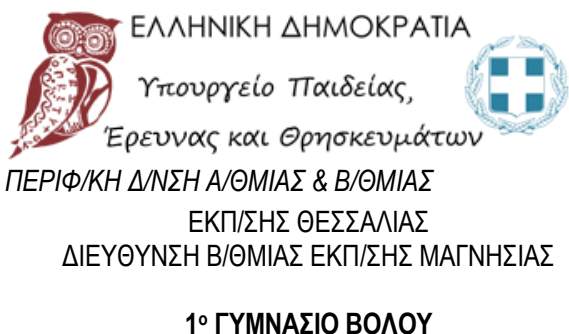 ΕΛΛΗΝΙΚΗ ΔΗΜΟΚΡΑΤΙΑ
Υπουργείο Παιδείας,
Έρευνας και Θρησκευμάτων
ΠΕΡΙΦ/ΚΗ Δ/ΝΣΗ Α/ΘΜΙΑΣ & Β/ΘΜΙΑΣ
ΕΚΠ/ΣΗΣ ΘΕΣΣΑΛΙΑΣ
ΔΙΕΥΘΥΝΣΗ Β/ΘΜΙΑΣ ΕΚΠ/ΣΗΣ ΜΑΓΝΗΣΙΑΣ
1ο ΓΥΜΝΑΣΙΟ ΒΟΛΟΥ